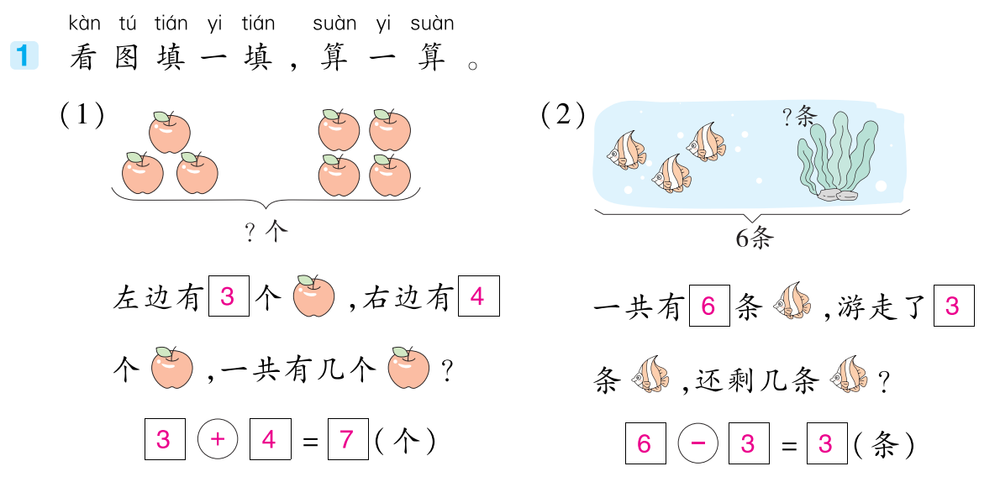 kàn tú tián yi tián suàn yi suàn
1 看图填一填，算一算。
(1)
?个
左边有3个,右边有4
个,一共有几个?
3+4=7(个)
(2)
?条
6条
一共有6条,游走了3
条,还剩几条?
6-3=3(条)